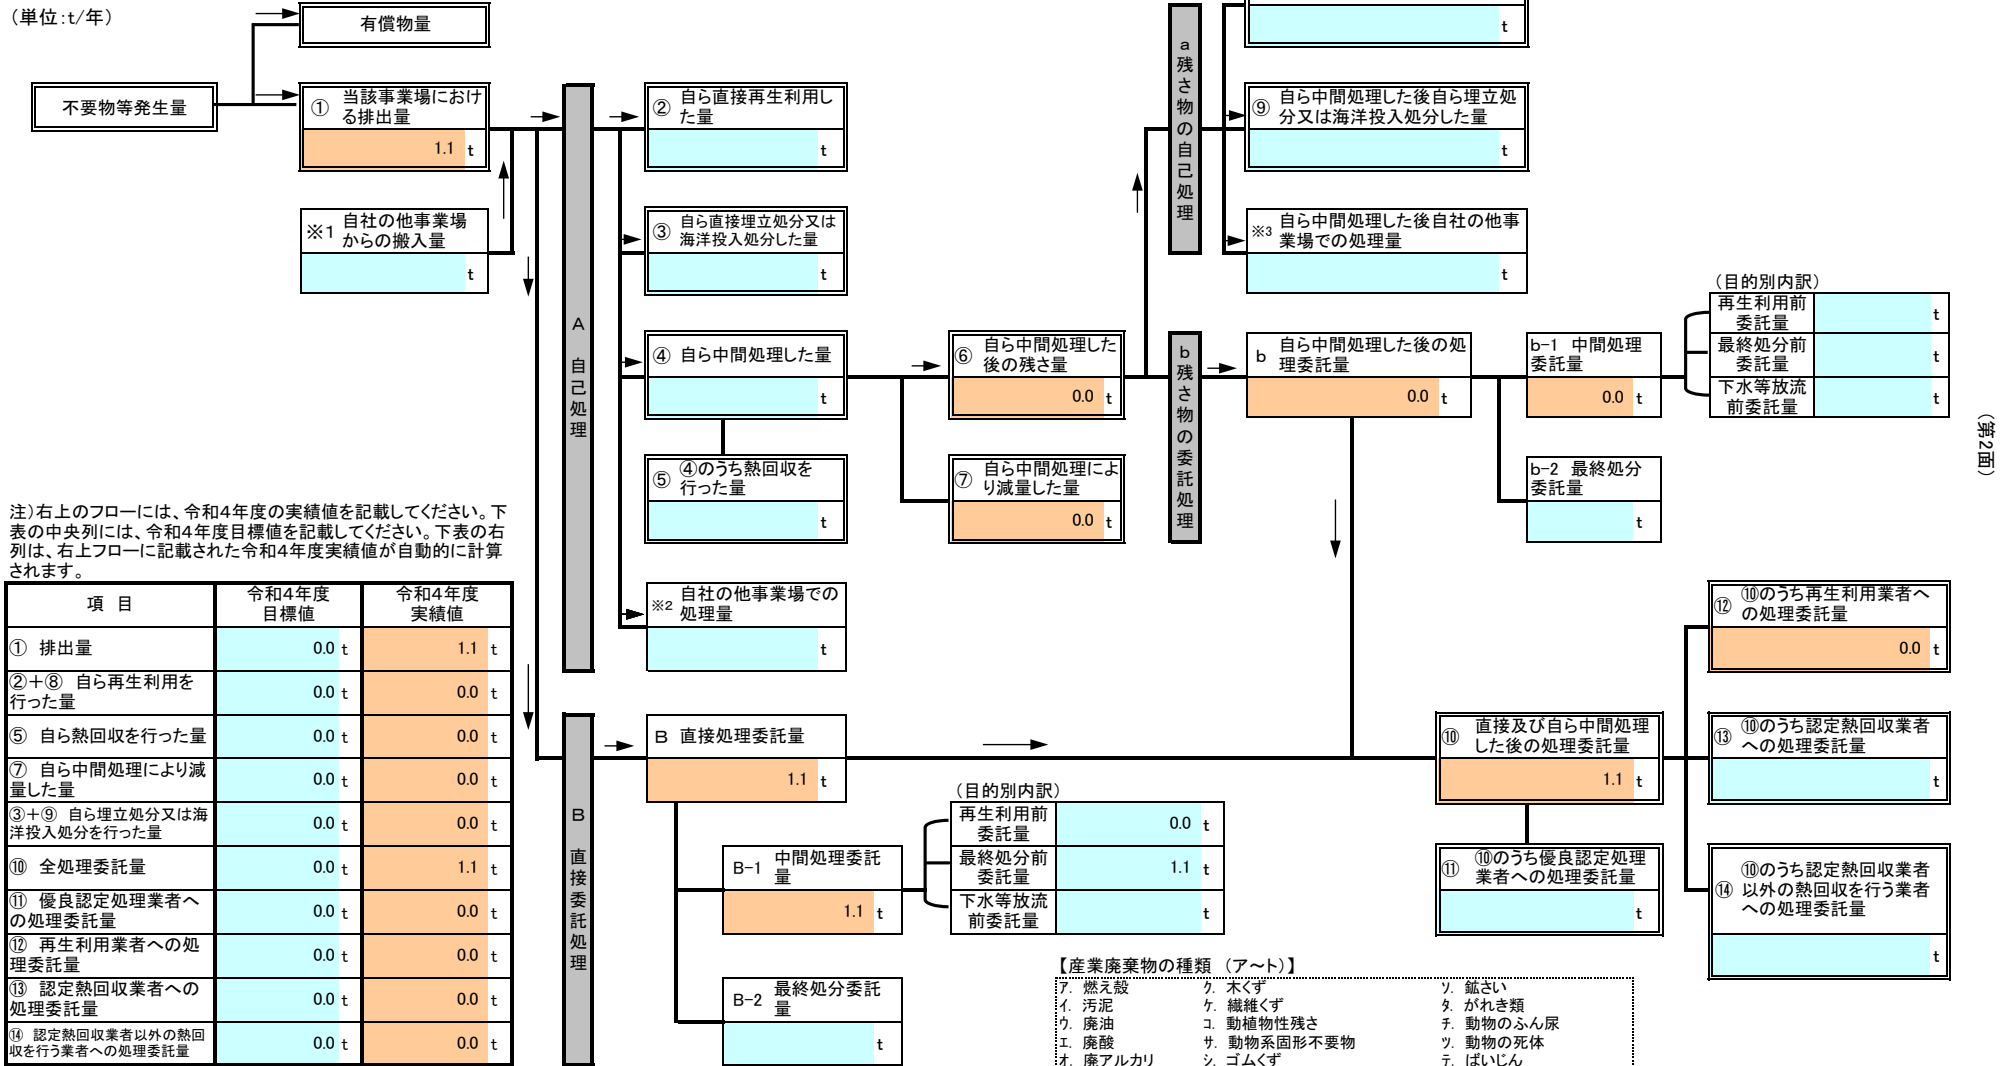 （単位:t/年）
有償物量
不要物等発生量
① 当該事業場におけ
る排出量
1.1 t
※1 自社の他事業場
からの搬入量
t
A 自己処理
② 自ら直接再生利用し
た量
t
③ 自ら直接埋立処分又は
海洋投入処分した量
t
④ 自ら中間処理した量
t
⑤ ④のうち熱回収を
行った量
t
※2 自社の他事業場での
処理量
t
⑥ 自ら中間処理した
後の残さ量
0.0 t
⑦ 自ら中間処理によ
り減量した量
0.0 t
a 残さ物の自己処理
t
⑨ 自ら中間処理した後自ら埋立処
分又は海洋投入処分した量
t
※3 自ら中間処理した後自社の他事
業場での処理量
t
b 残さ物の委託処理
b 自ら中間処理した後の処
理委託量
0.0 t
b-1 中間処理
委託量
0.0 t
b-2 最終処分
委託量
t
（目的別内訳）
再生利用前
委託量
t
最終処分前
委託量
t
下水等放流
前委託量
t
（第2面）
注）右上のフローには、令和4年度の実績値を記載してください。下
表の中央列には、令和4年度目標値を記載してください。下表の右
列は、右上フローに記載された令和4年度実績値が自動的に計算
されます。
項 目
令和4年度
目標値
令和4年度
実績値
① 排出量
0.0 t 1.1 t
②＋⑧ 自ら再生利用を
行った量
0.0 t 0.0 t
⑤ 自ら熱回収を行った量
0.0 t 0.0 t
⑦ 自ら中間処理により減
量した量
0.0 t 0.0 t
③＋⑨ 自ら埋立処分又は海
洋投入処分を行った量
0.0 t 0.0 t
⑩ 全処理委託量
0.0 t 1.1 t
⑪ 優良認定処理業者へ
の処理委託量
0.0 t 0.0 t
⑫ 再生利用業者への処
理委託量
0.0 t 0.0 t
⑬ 認定熱回収業者への
処理委託量
0.0 t 0.0 t
⑭ 認定熱回収業者以外の熱回
収を行う業者への処理委託量
0.0 t 0.0 t
B 直接委託処理
B 直接処理委託量
1.1 t
B-1 中間処理委託
量
1.1 t
B-2 最終処分委託
量
t
（目的別内訳）
再生利用前
委託量
0.0 t
最終処分前
委託量
1.1 t
下水等放流
前委託量
t
⑩ 直接及び自ら中間処理
した後の処理委託量
1.1 t
⑪ ⑩のうち優良認定処理
業者への処理委託量
t
⑫ ⑩のうち再生利用業者へ
の処理委託量
0.0 t
⑬ ⑩のうち認定熱回収業者
への処理委託量
t
⑭ ⑩のうち認定熱回収業者
以外の熱回収を行う業者
への処理委託量
t
【産業廃棄物の種類 （ア～ト）】
ア. 燃え殻 ク. 木くず ソ. 鉱さい
イ. 汚泥 ケ. 繊維くず タ. がれき類
ウ. 廃油 コ. 動植物性残さ チ. 動物のふん尿
エ. 廃酸 サ. 動物系固形不要物 ツ. 動物の死体
オ. 廃アルカリ シ. ゴムくず テ. ばいじん